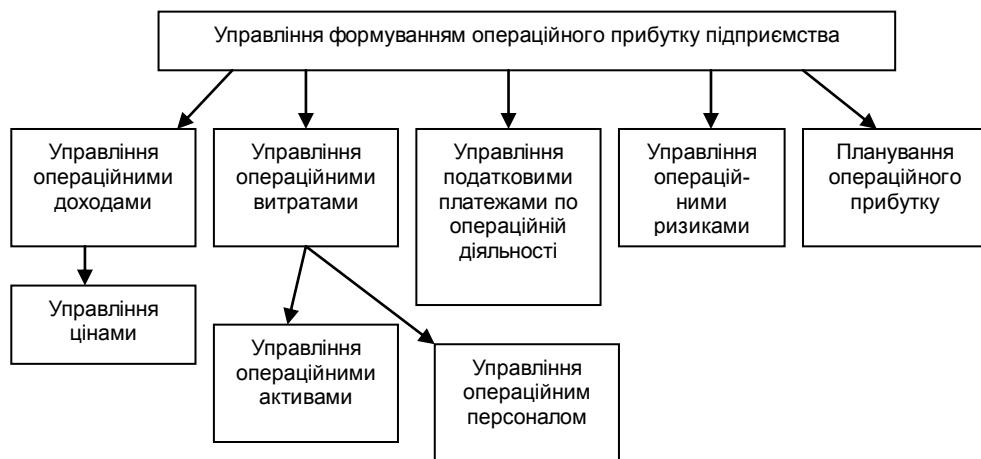 Управління формуванням операційного прибутку підприємства
Управління
операційними
доходами
Управління
операційними
витратами
Управління
податковими
платежами по
операційній
діяльності
Управління
операцій-
ними
ризиками
Планування
операційного
прибутку
Управління
цінами
Управління
операційними
активами
Управління
операційним
персоналом